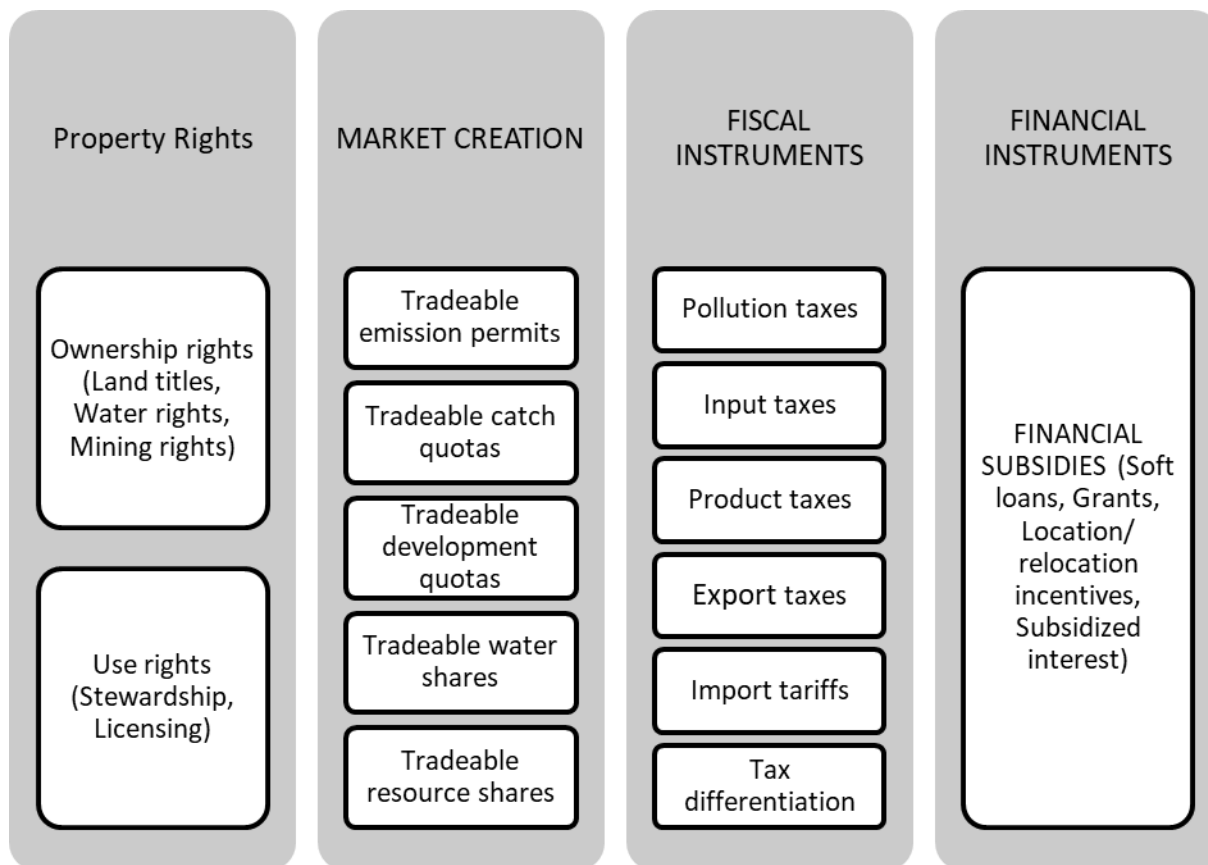 Property Rights
Ownership rights
(Land titles,
Water rights,
Mining rights)
Use rights
(Stewardship,
Licensing)
MARKET CREATION
Tradeable
emission permits
Tradeable catch
quotas
Tradeable
development
quotas
Tradeable water
shares
Tradeable
resource shares
FISCAL
INSTRUMENTS
Pollution taxes
Input taxes
Product taxes
Export taxes
Import tariffs
Tax
differentiation
FINANCIAL
INSTRUMENTS
FINANCIAL
SUBSIDIES (Soft
loans, Grants,
Location/
relocation
incentives,
Subsidized
interest)